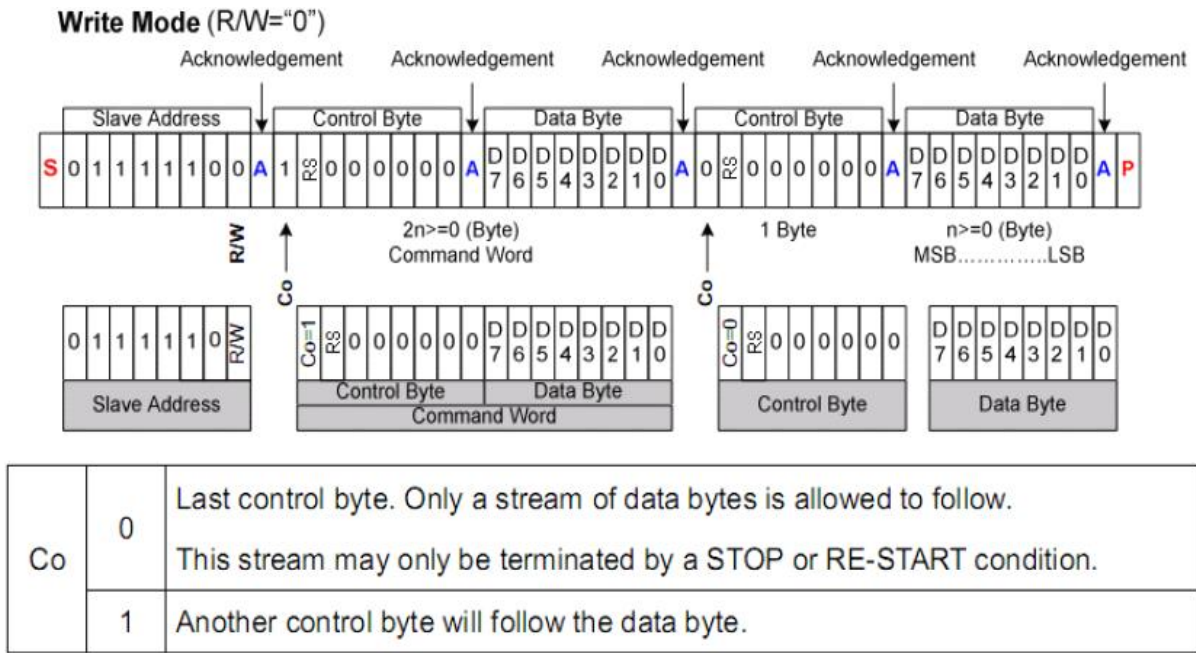 Write Mode (R/W=“0”)
Acknowledgement Acknowledgement Acknowledgement Acknowledgement Acknowledgement
Slave Address Control Byte Data Byte Control Byte Data Byte
S 0 1 1 1 1 1 0 0 A 1 RS 0 0 0 0 0 0 A D7 D6 D5 D4 D3 D2 D1 D0 A 0 RS 0 0 0 0 0 0 A D7 D6 D5 D4 D3 D2 D1 D0 A P
R/W Co 2n>=0 (Byte) Co 1 Byte n>=0 (Byte)
Command Word MSB..............LSB
0 1 1 1 1 1 0 R/W Co=1 RS 0 0 0 0 0 0 D7 D6 D5 D4 D3 D2 D1 D0 Co=0 RS 0 0 0 0 0 0 D7 D6 D5 D4 D3 D2 D1 D0
Slave Address Control Byte Data Byte Control Byte Data Byte
Command Word
Co 0 Last control byte. Only a stream of data bytes is allowed to follow.
This stream may only be terminated by a STOP or RE-START condition.
1 Another control byte will follow the data byte.